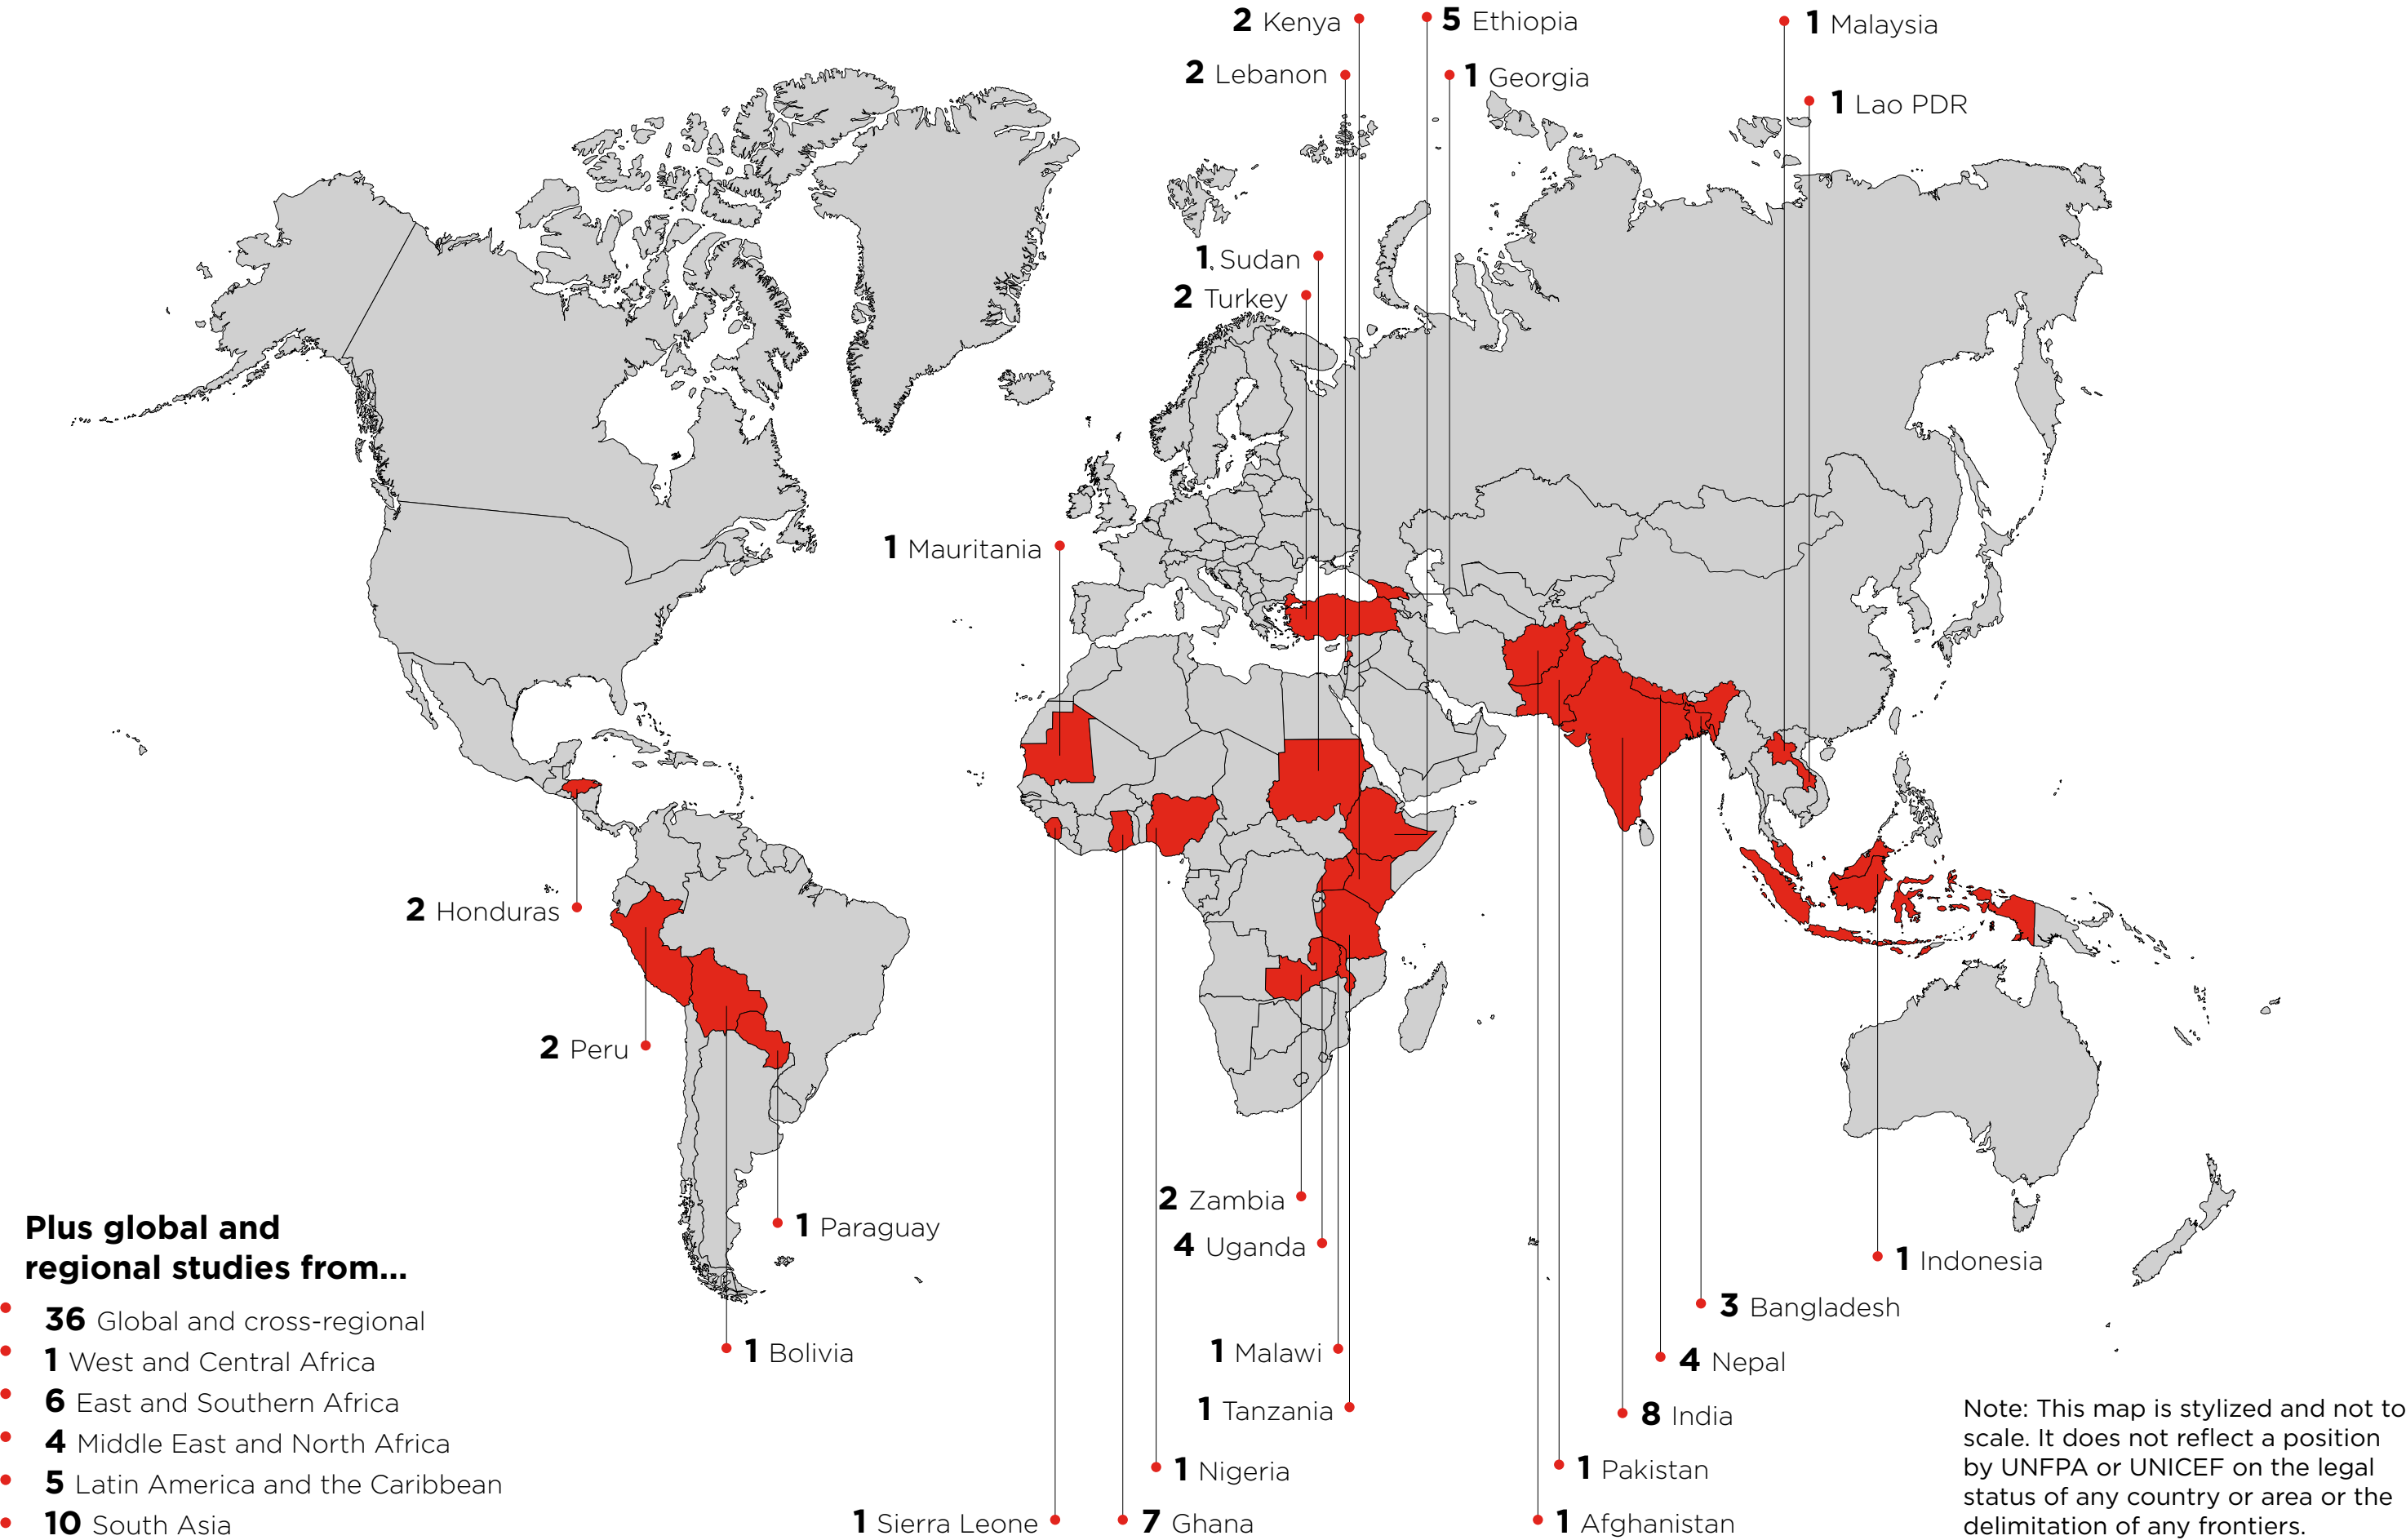 2 Kenya
5 Ethiopia
1 Malaysia
2 Lebanon
1 Georgia
1 Lao PDR
1 Sudan
2 Turkey
1 Mauritania
2 Honduras
2 Peru
1 Paraguay
1 Bolivia
2 Zambia
4 Uganda
1 Malawi
1 Tanzania
1 Nigeria
1 Sierra Leone
7 Ghana
1 Indonesia
3 Bangladesh
4 Nepal
8 India
1 Pakistan
1 Afghanistan
Plus global and
regional studies from...
36 Global and cross-regional
1 West and Central Africa
6 East and Southern Africa
4 Middle East and North Africa
5 Latin America and the Caribbean
10 South Asia
Note: This map is stylized and not to
scale. It does not reflect a position
by UNFPA or UNICEF on the legal
status of any country or area or the
delimitation of any frontiers.